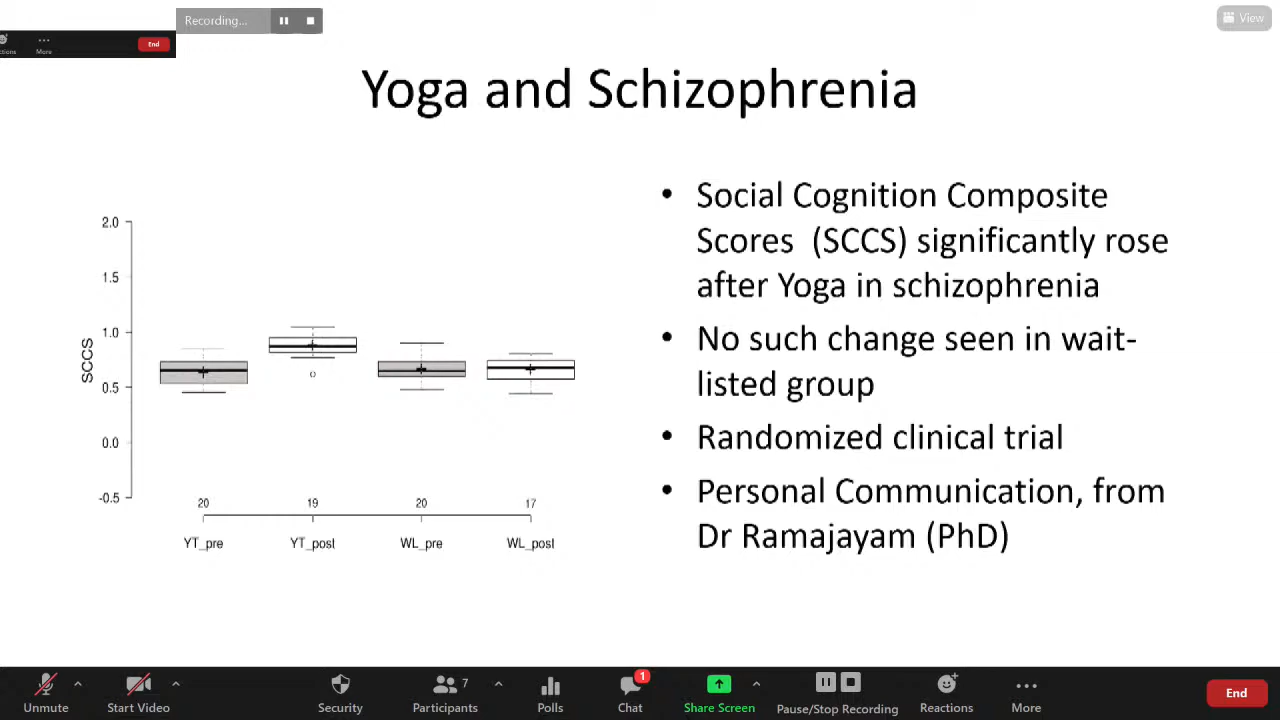 Recording...
View
ctions
More
End
Yoga and Schizophrenia
• Social Cognition Composite
Scores (SCCS) significantly rose
after Yoga in schizophrenia
• No such change seen in wait-
listed group
• Randomized clinical trial
• Personal Communication, from
Dr Ramajayam (PhD)
SCCS
2.0
1.5
1.0
0.5
0.0
-0.5
20 19 20 17
YT_pre YT_post WL_pre WL_post
Unmute
Start Video
Security
7
Participants
Polls
1
Chat
Share Screen
Pause/Stop Recording
Reactions
More
End